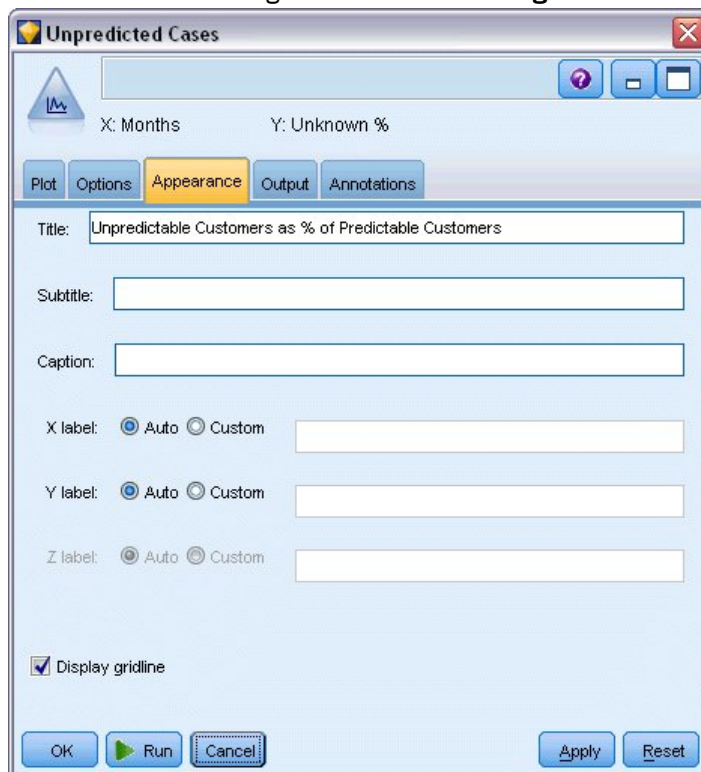 Unpredicted Cases
X: Months Y: Unknown %
Plot Options Appearance Output Annotations
Title: Unpredictable Customers as % of Predictable Customers
Subtitle:
Caption:
X label: Auto Custom
Y label: Auto Custom
Z label: Auto Custom
Display gridline
OK Run Cancel Apply Reset